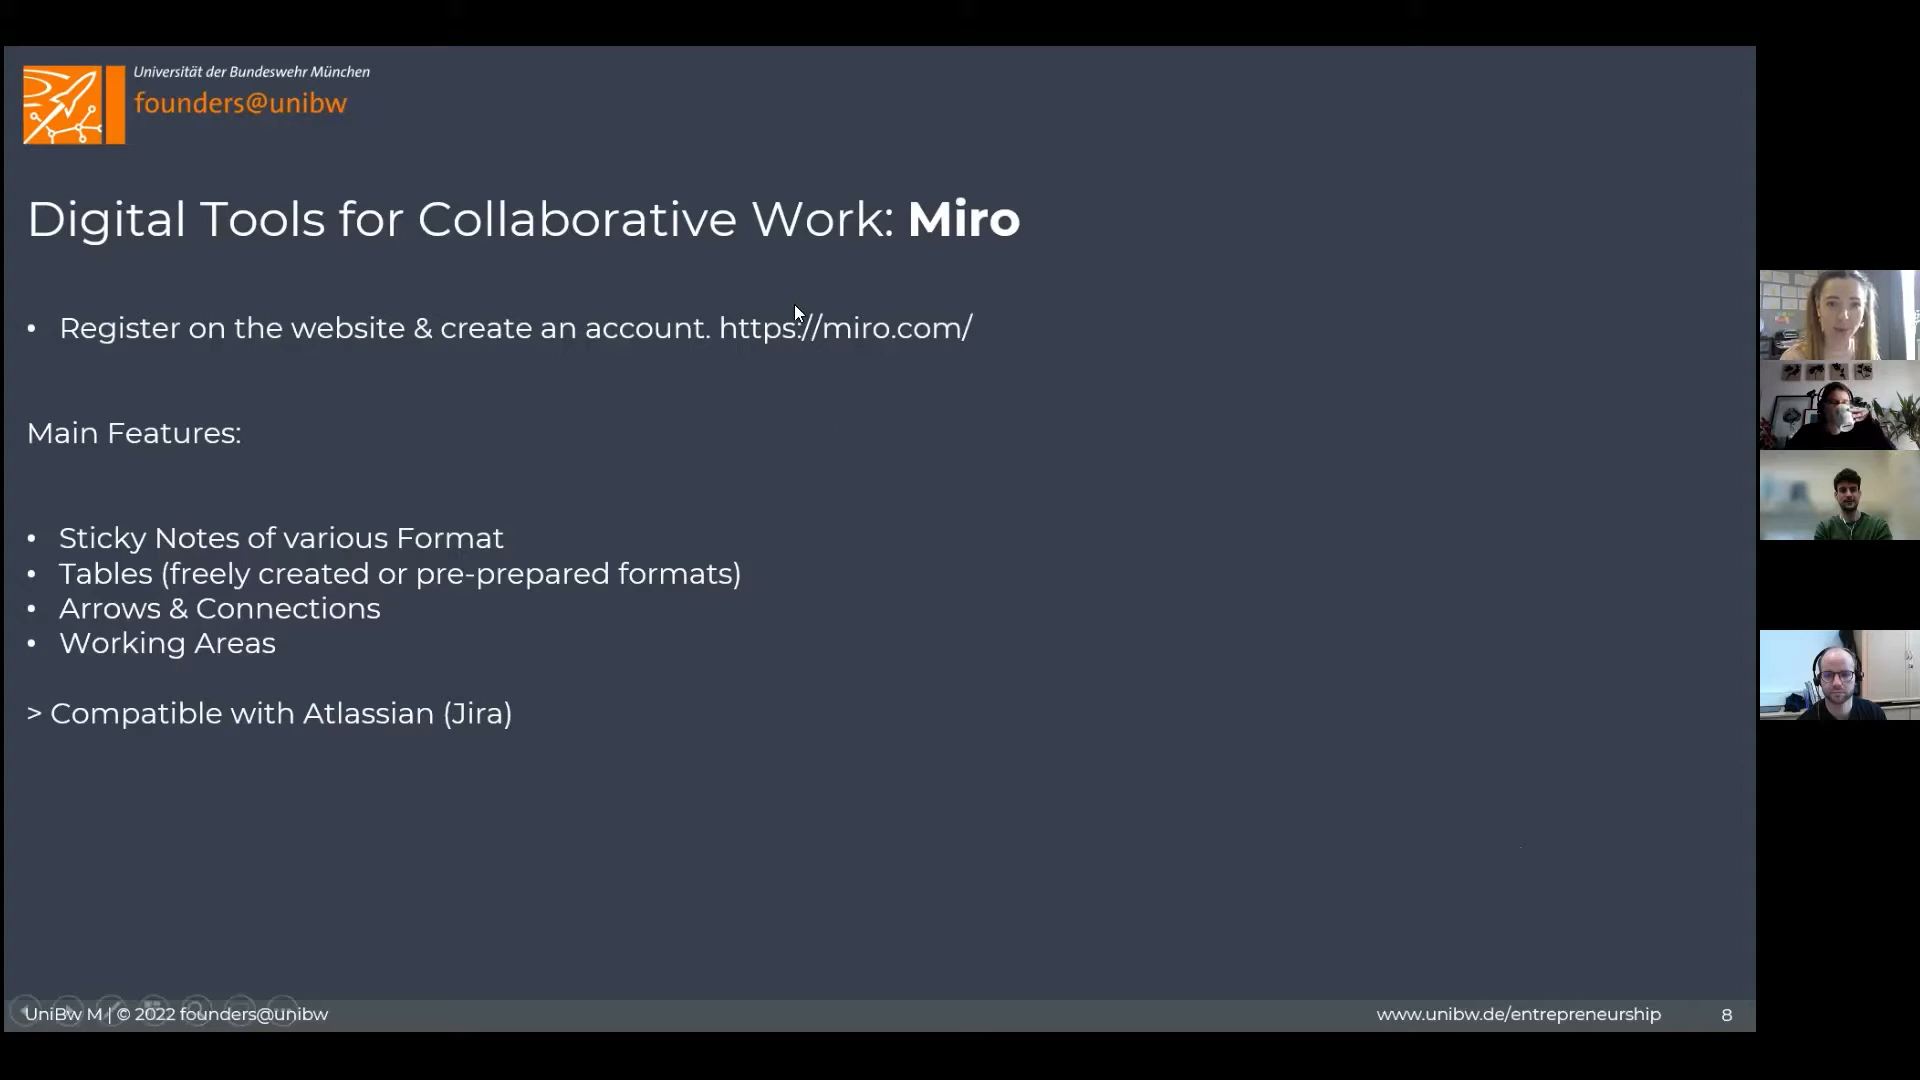 Universität der Bundeswehr München
founders@unibw
Digital Tools for Collaborative Work: Miro
• Register on the website & create an account. https://miro.com/
Main Features:
• Sticky Notes of various Format
• Tables (freely created or pre-prepared formats)
• Arrows & Connections
• Working Areas
> Compatible with Atlassian (Jira)
UniBw M | © 2022 founders@unibw
www.unibw.de/entrepreneurship
8